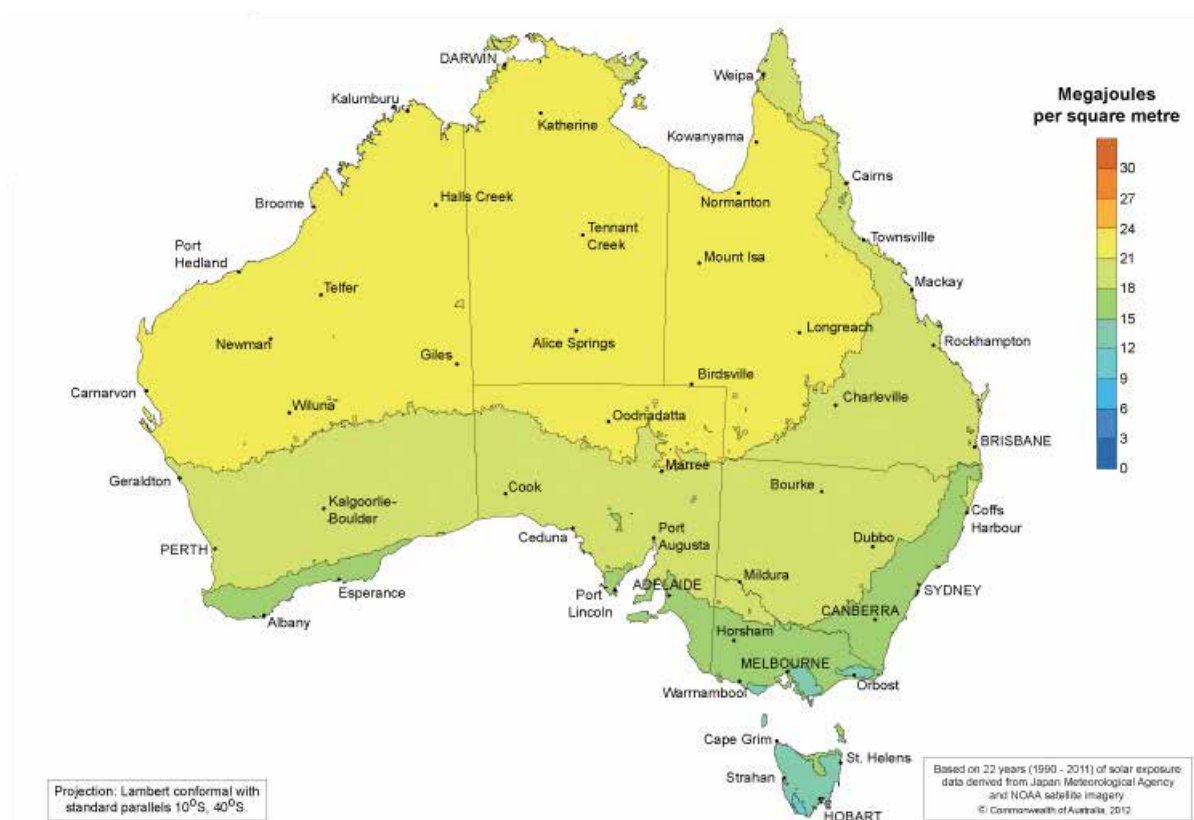 DARWIN
Weipa
Kalumburu
Katherine
Kowanyama
Cairns
Broome
Halls Creek
Normanton
Port
Hedland
Tennant
Creek
Townsville
Mount Isa
Telfer
Mackay
Newman
Alice Springs
Longreach
Rockhampton
Giles
Birdsville
Carnarvon
Wiluna
Oodnadatta
Charleville
BRISBANE
Geraldton
Marree
Bourke
Kalgoorlie-
Boulder
Cook
Coffs
Harbour
PERTH
Ceduna
Port
Augusta
Dubbo
Esperance
Port
Lincoln
ADELAIDE
Mildura
SYDNEY
Albany
CANBERRA
Horsham
MELBOURNE
Warrnambool
Orbost
Cape Grim
St. Helens
Strahan
HOBART
Megajoules
per square metre
30
27
24
21
18
15
12
9
6
3
0
Projection: Lambert conformal with
standard parallels 10°S, 40°S.
Based on 22 years (1990 - 2011) of solar exposure
data derived from Japan Meteorological Agency
and NOAA satellite imagery
© Commonwealth of Australia, 2012